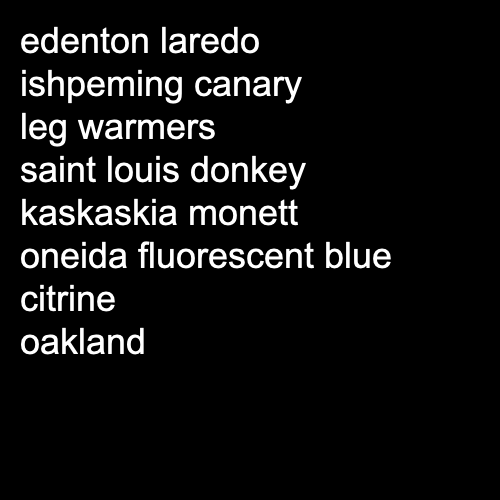 edenton laredo
ishpeming canary
leg warmers
saint louis donkey
kaskaskia monett
oneida fluorescent blue
citrine
oakland